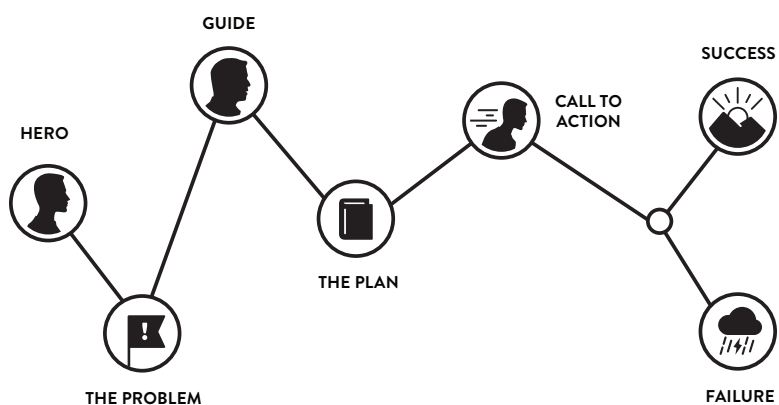 HERO
THE PROBLEM
GUIDE
THE PLAN
CALL TO
ACTION
SUCCESS
FAILURE
!